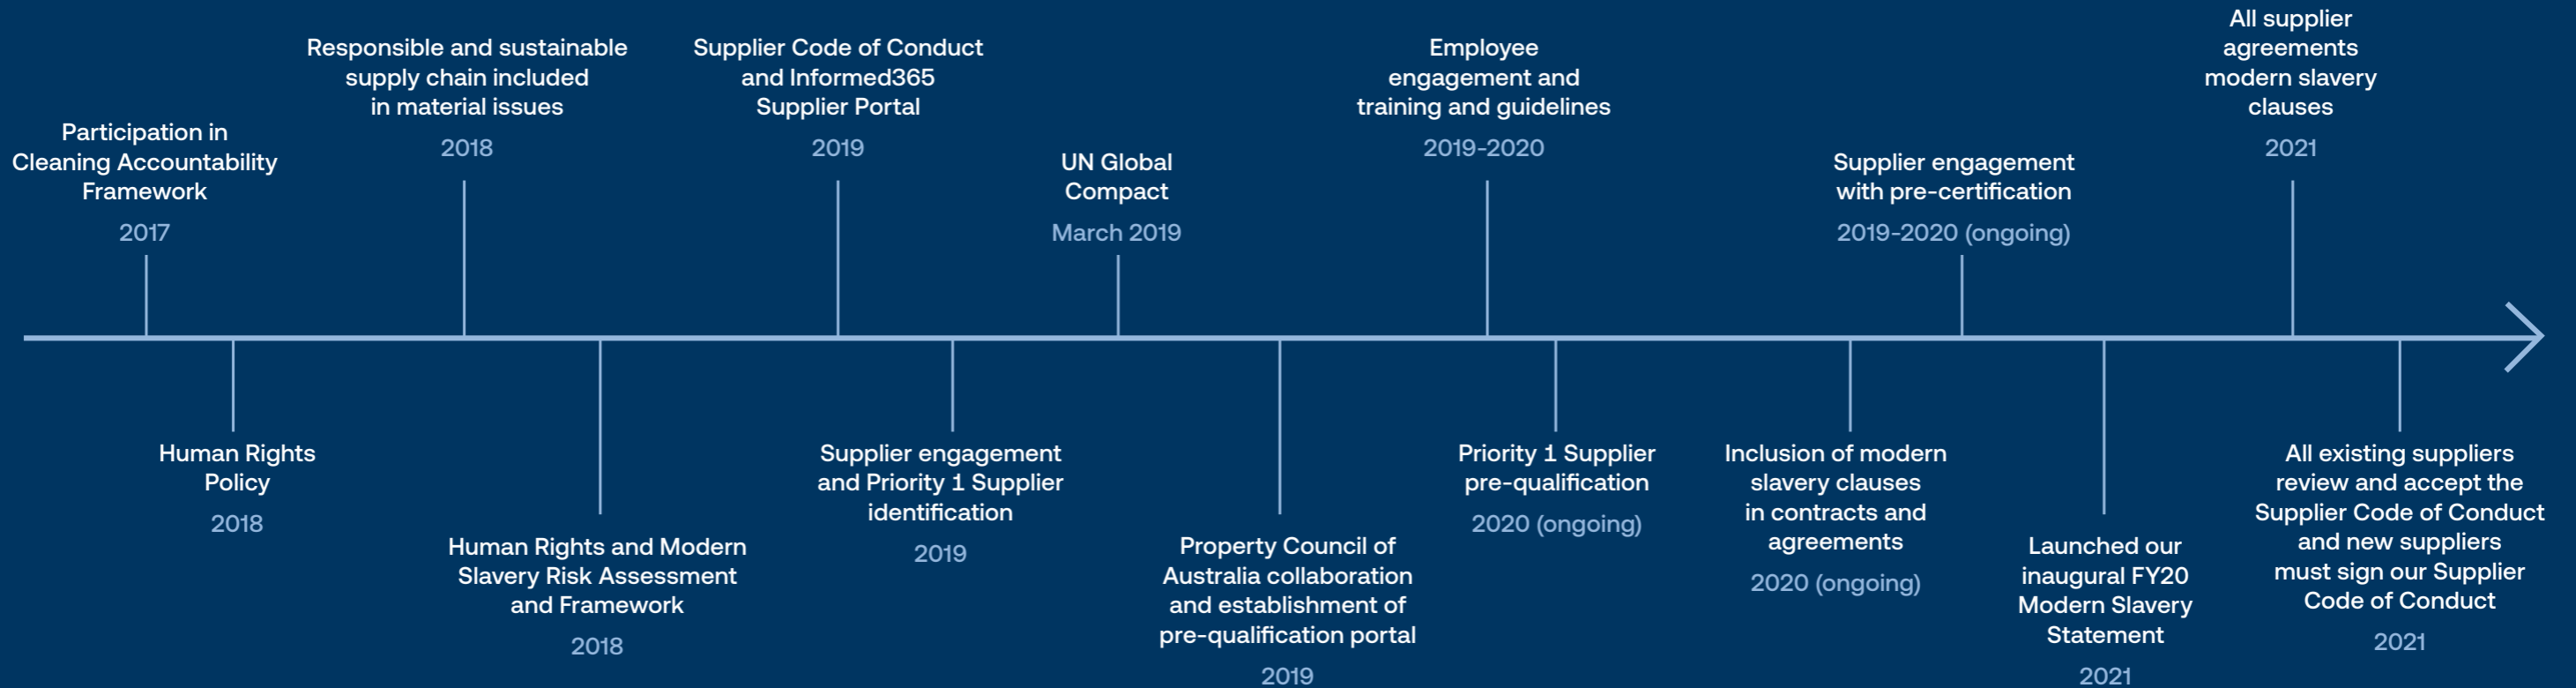 Participation in
Cleaning Accountability
Framework
2017
Human Rights
Policy
2018
Responsible and sustainable
supply chain included
in material issues
2018
Human Rights and Modern
Slavery Risk Assessment
and Framework
2018
Supplier Code of Conduct
and Informed365
Supplier Portal
2019
Supplier engagement
and Priority 1 Supplier
identification
2019
UN Global
Compact
March 2019
Property Council of
Australia collaboration
and establishment of
pre-qualification portal
2019
Employee
engagement and
training and guidelines
2019-2020
Priority 1 Supplier
pre-qualification
2020 (ongoing)
Inclusion of modern
slavery clauses
in contracts and
agreements
2020 (ongoing)
Supplier engagement
with pre-certification
2019-2020 (ongoing)
Launched our
inaugural FY20
Modern Slavery
Statement
2021
All supplier
agreements
modern slavery
clauses
2021
All existing suppliers
review and accept the
Supplier Code of Conduct
and new suppliers
must sign our Supplier
Code of Conduct
2021